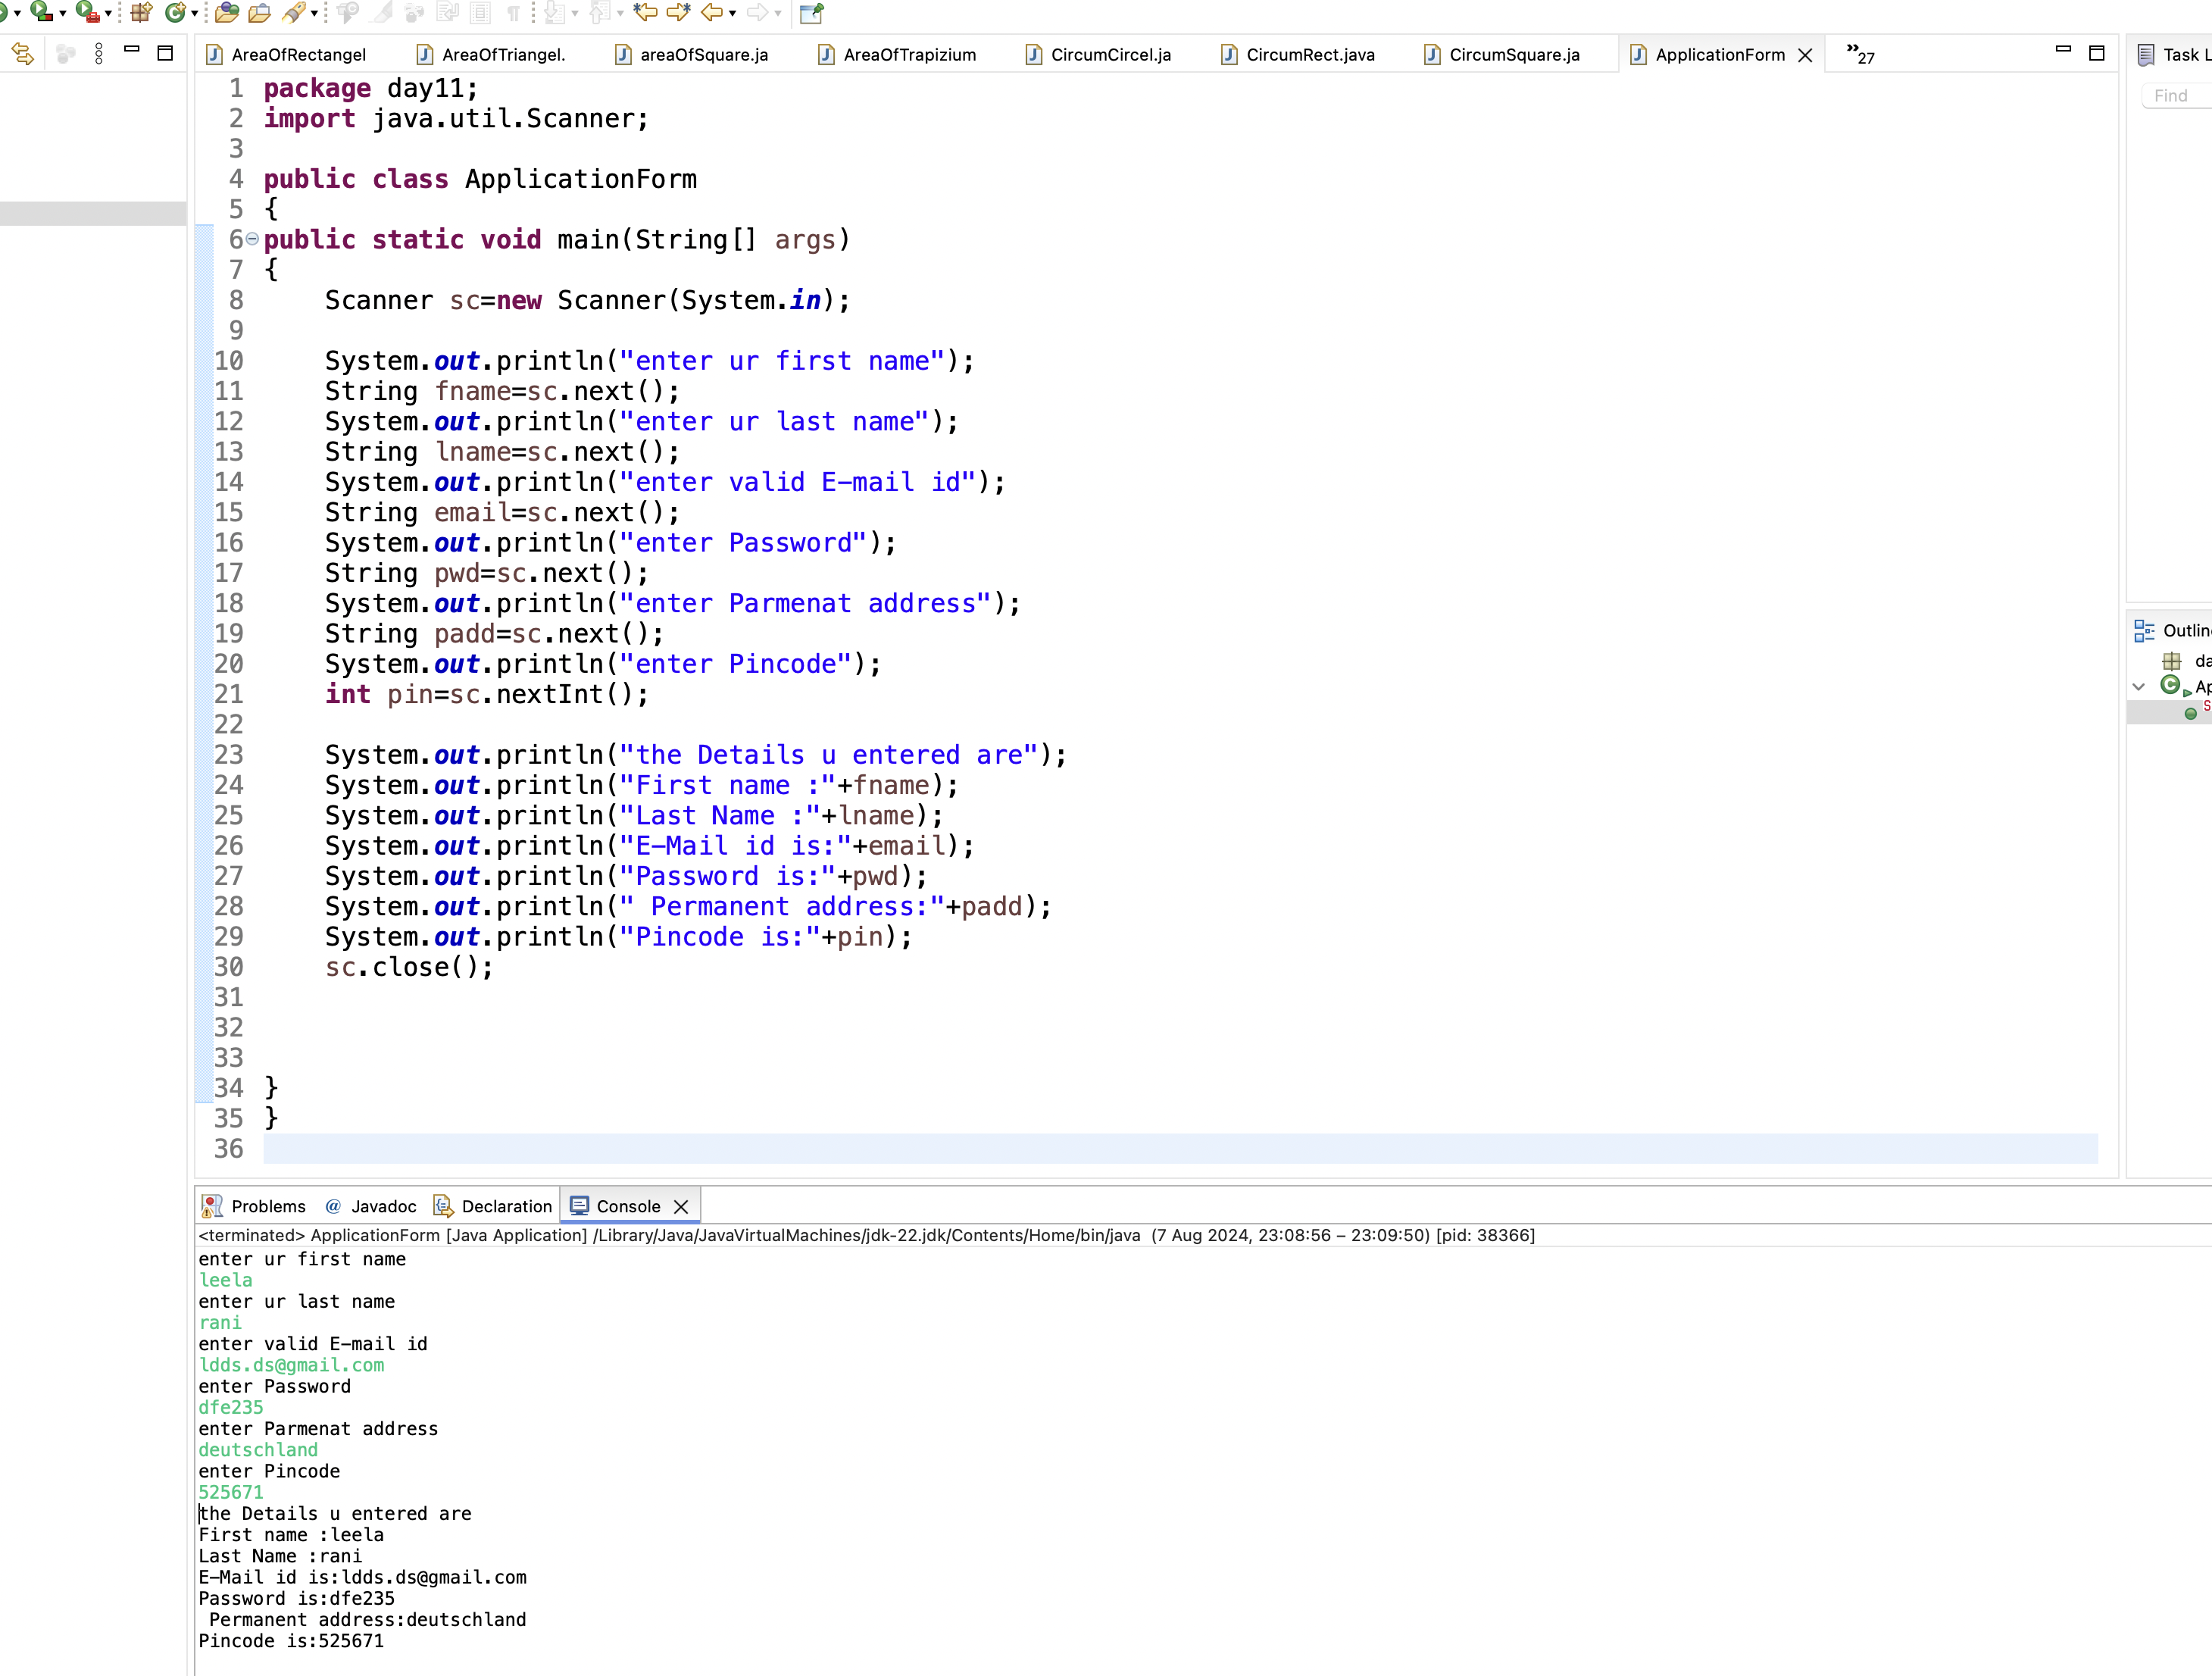 AreaOfRectangel AreaOfTriangel. areaOfSquare.ja AreaOfTrapizium CircumCircel.ja CircumRect.java CircumSquare.ja ApplicationForm »27 Task L
Find
1 package day11;
2 import java.util.Scanner;
3
4 public class ApplicationForm
5 {
6 public static void main(String[] args)
7 {
8 Scanner sc=new Scanner(System.in);
9
10 System.out.println("enter ur first name");
11 String fname=sc.next();
12 System.out.println("enter ur last name");
13 String lname=sc.next();
14 System.out.println("enter valid E-mail id");
15 String email=sc.next();
16 System.out.println("enter Password");
17 String pwd=sc.next();
18 System.out.println("enter Parmenat address");
19 String padd=sc.next();
20 System.out.println("enter Pincode");
21 int pin=sc.nextInt();
22
23 System.out.println("the Details u entered are");
24 System.out.println("First name :"+fname);
25 System.out.println("Last Name :"+lname);
26 System.out.println("E-Mail id is:"+email);
27 System.out.println("Password is:"+pwd);
28 System.out.println(" Permanent address:"+padd);
29 System.out.println("Pincode is:"+pin);
30 sc.close();
31
32
33
34 }
35 }
36
Outlin
da
Ap
S
Problems @ Javadoc Declaration Console
<terminated> ApplicationForm [Java Application] /Library/Java/JavaVirtualMachines/jdk-22.jdk/Contents/Home/bin/java (7 Aug 2024, 23:08:56 – 23:09:50) [pid: 38366]
enter ur first name
leela
enter ur last name
rani
enter valid E-mail id
ldds.ds@gmail.com
enter Password
dfe235
enter Parmenat address
deutschland
enter Pincode
525671
the Details u entered are
First name :leela
Last Name :rani
E-Mail id is:ldds.ds@gmail.com
Password is:dfe235
 Permanent address:deutschland
Pincode is:525671